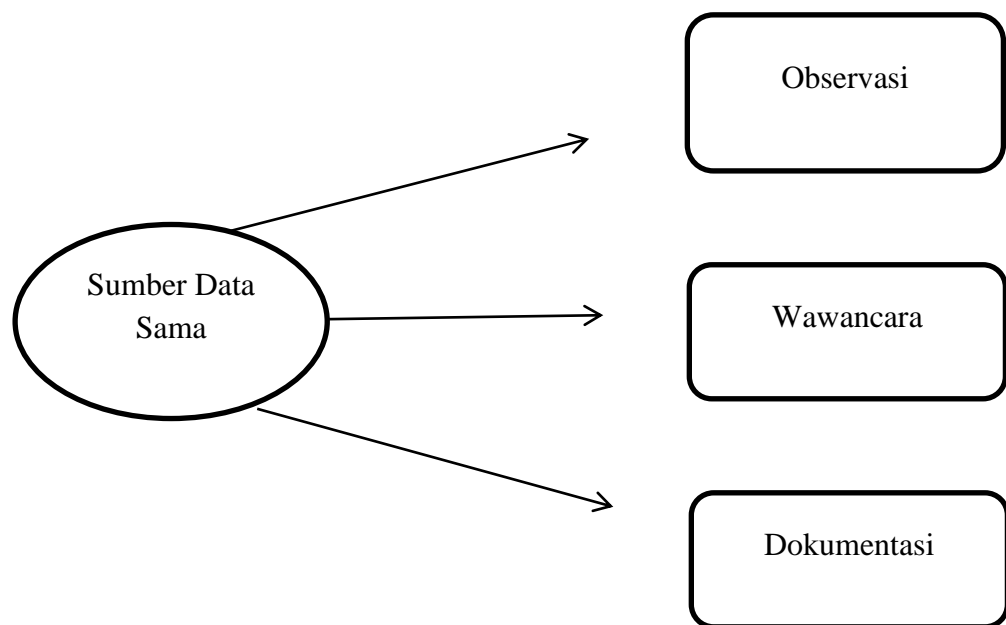 Observasi
Sumber Data
Sama
Wawancara
Dokumentasi